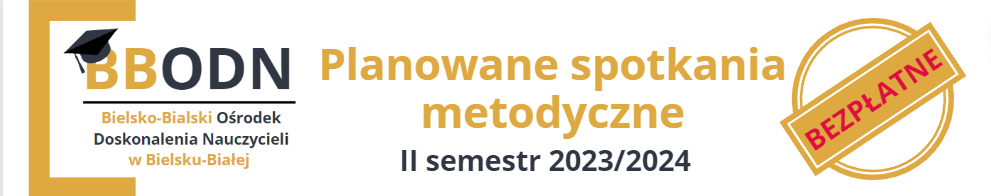 BBODN
Bielsko-Bialski Ośrodek
Doskonalenia Nauczycieli
w Bielsku-Białej
Planowane spotkania
metodyczne
II semestr 2023/2024
BEZPŁATNE